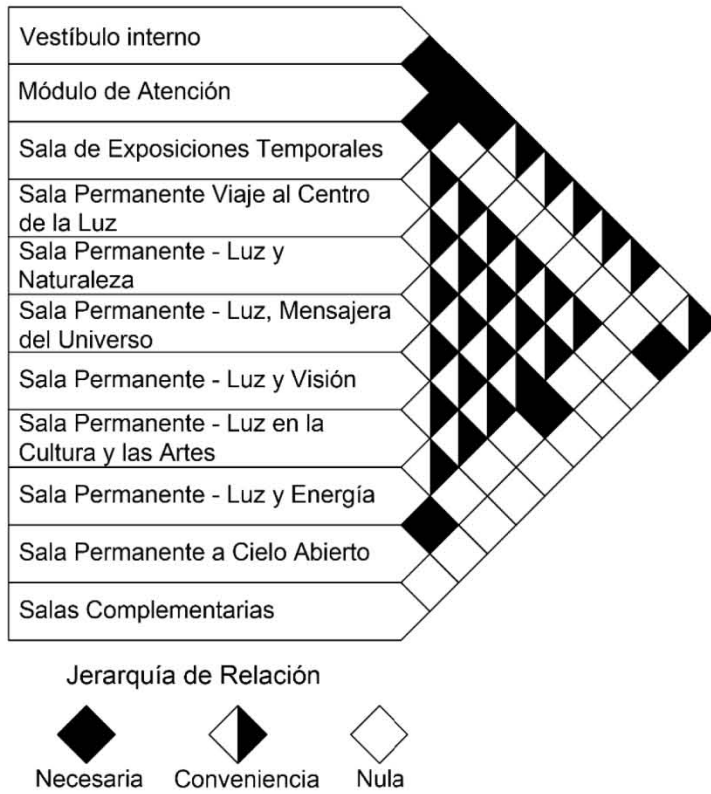 Vestíbulo interno
Módulo de Atención
Sala de Exposiciones Temporales
Sala Permanente Viaje al Centro
de la Luz
Sala Permanente - Luz y
Naturaleza
Sala Permanente - Luz, Mensajera
del Universo
Sala Permanente - Luz y Visión
Sala Permanente - Luz en la
Cultura y las Artes
Sala Permanente - Luz y Energía
Sala Permanente a Cielo Abierto
Salas Complementarias
Jerarquía de Relación
Necesaria Conveniencia Nula